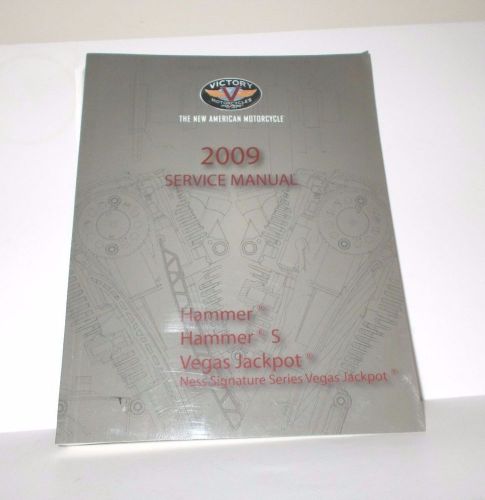 VICTORY
MOTORCYCLES
THE NEW AMERICAN MOTORCYCLE
2009
SERVICE MANUAL
Hammer®
Hammer® S
Vegas Jackpot®
Ness Signature Series Vegas Jackpot®